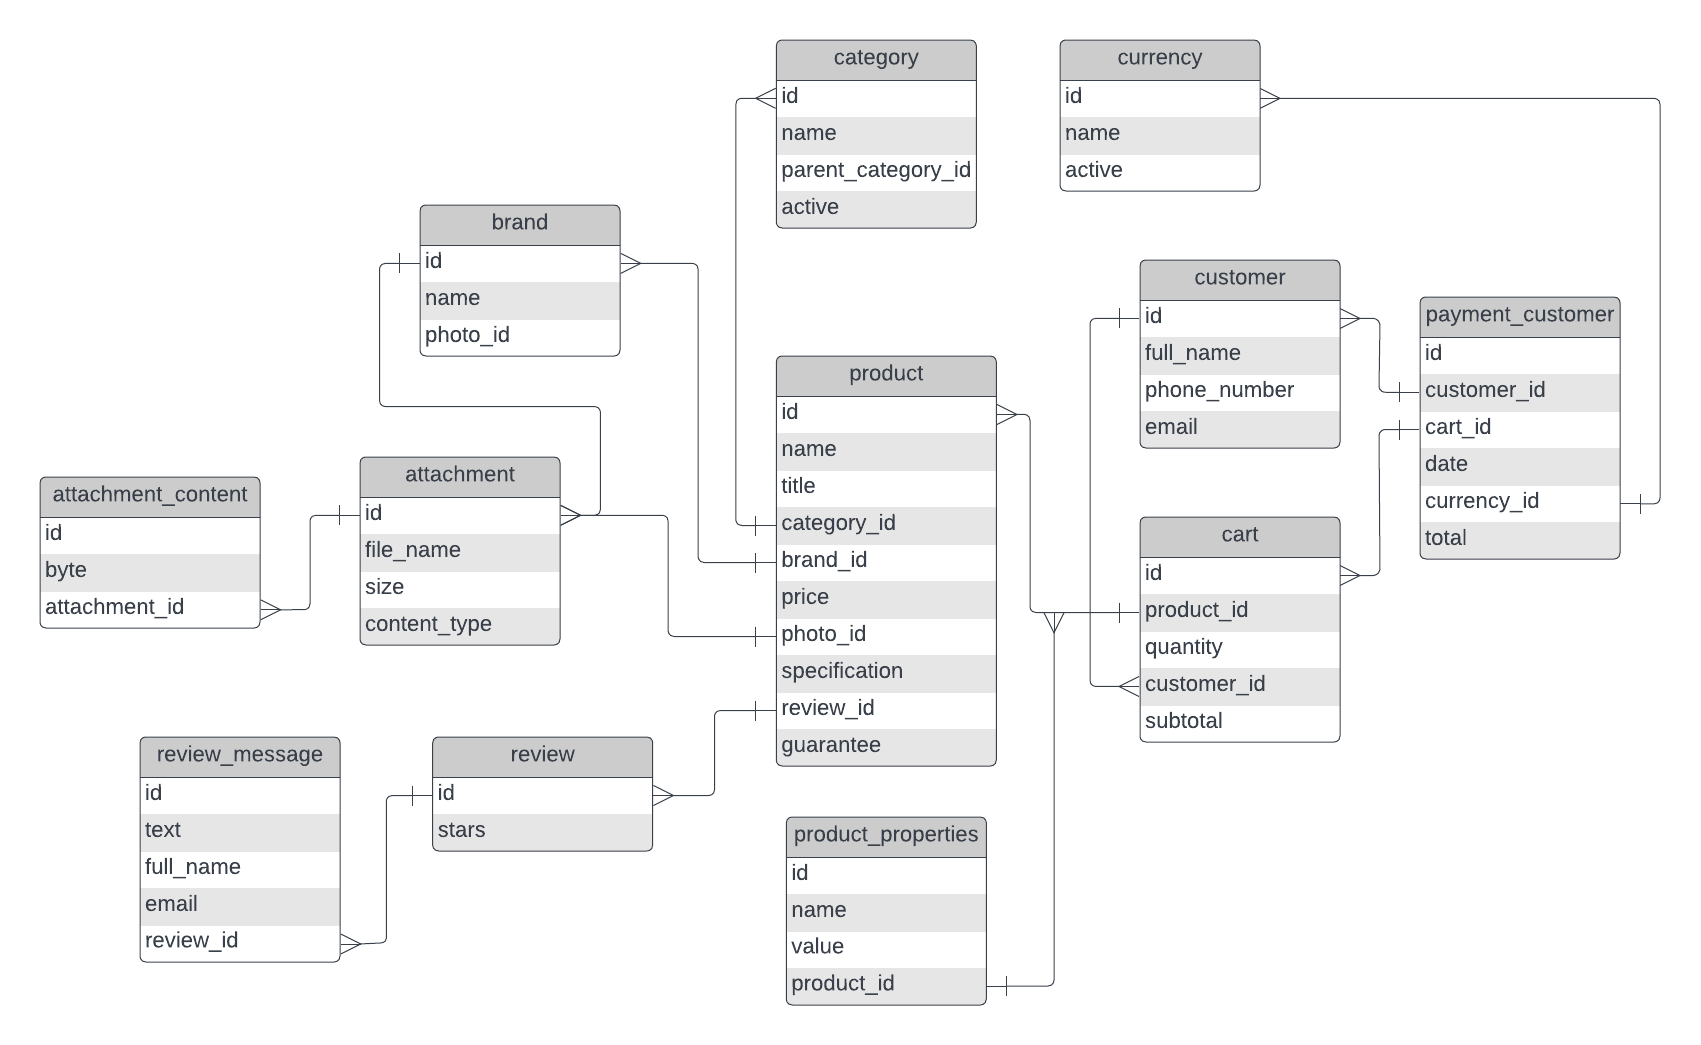 category
id
name
parent_category_id
active
currency
id
name
active
brand
id
name
photo_id
customer
id
full_name
phone_number
email
payment_customer
id
customer_id
cart_id
date
currency_id
total
product
id
name
title
category_id
brand_id
price
photo_id
specification
review_id
guarantee
attachment_content
id
byte
attachment_id
attachment
id
file_name
size
content_type
cart
id
product_id
quantity
customer_id
subtotal
review_message
id
text
full_name
email
review_id
review
id
stars
product_properties
id
name
value
product_id